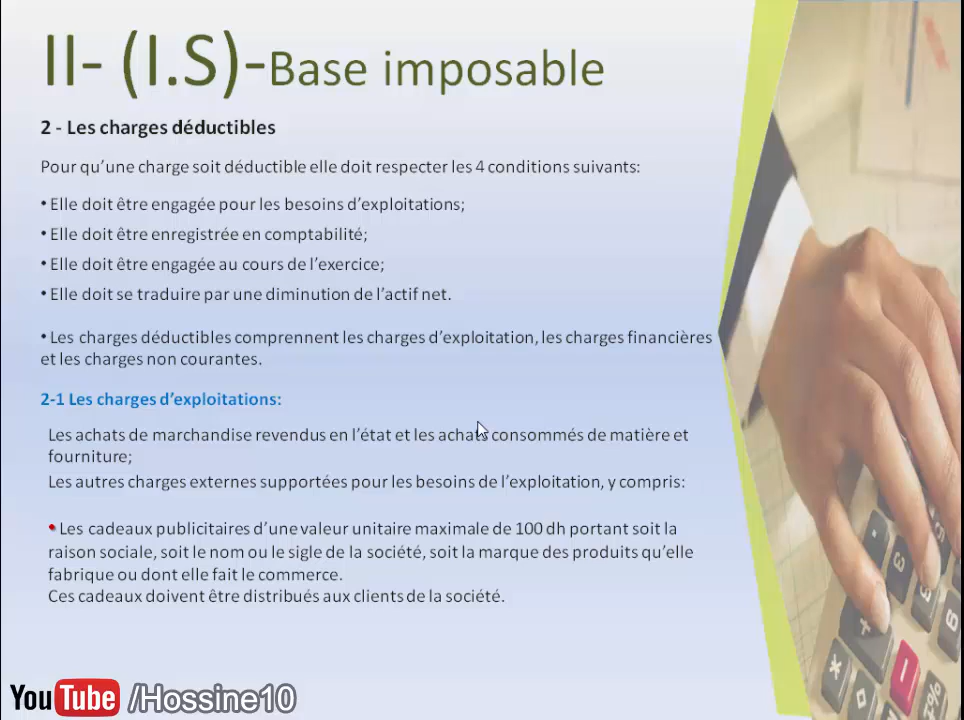 II- (I.S)-Base imposable
2 - Les charges déductibles
Pour qu’une charge soit déductible elle doit respecter les 4 conditions suivants:
• Elle doit être engagée pour les besoins d’exploitations;
• Elle doit être enregistrée en comptabilité;
• Elle doit être engagée au cours de l’exercice;
• Elle doit se traduire par une diminution de l’actif net.
• Les charges déductibles comprennent les charges d’exploitation, les charges financières
et les charges non courantes.
2-1 Les charges d’exploitations:
Les achats de marchandise revendus en l’état et les achats consommés de matière et
fourniture;
Les autres charges externes supportées pour les besoins de l’exploitation, y compris:
• Les cadeaux publicitaires d’une valeur unitaire maximale de 100 dh portant soit la
raison sociale, soit le nom ou le sigle de la société, soit la marque des produits qu’elle
fabrique ou dont elle fait le commerce.
Ces cadeaux doivent être distribués aux clients de la société.
YouTube /Hossine10